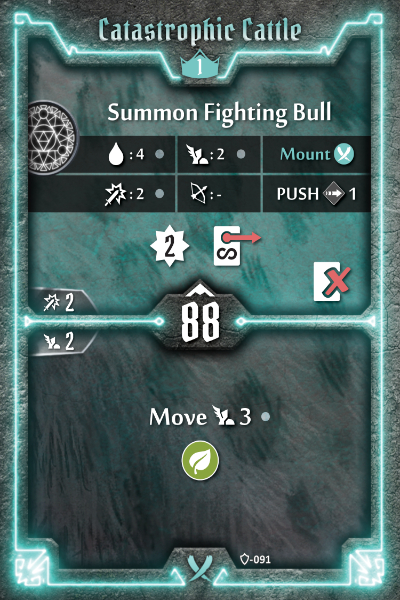 Catastrophic Cattle
1
Summon Fighting Bull
:4 :2 Mount
:2 :- PUSH 1
2
2
88
2
Move 3
-091